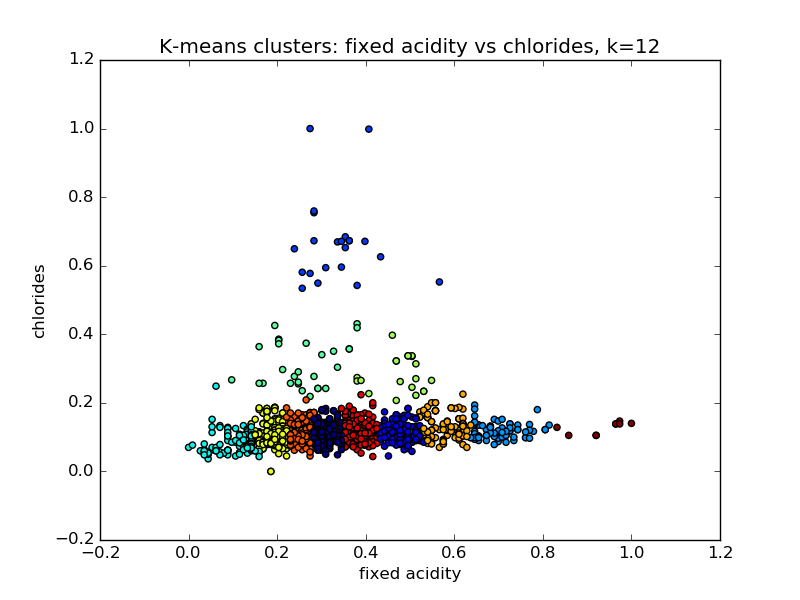 K-means clusters: fixed acidity vs chlorides, k=12
1.2
1.0
0.8
0.6
0.4
0.2
0.0
−0.2
chlorides
−0.2 0.0 0.2 0.4 0.6 0.8 1.0 1.2
fixed acidity